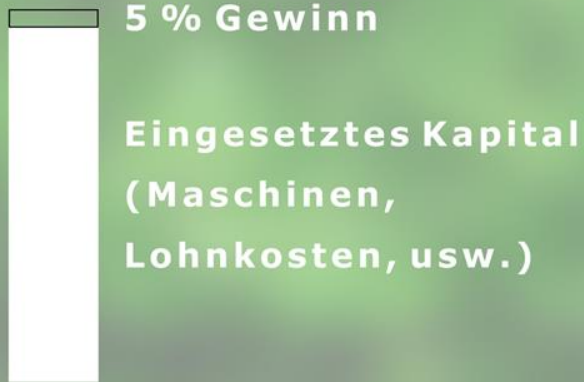 5 % Gewinn
Eingesetztes Kapital
(Maschinen,
Lohnkosten, usw.)